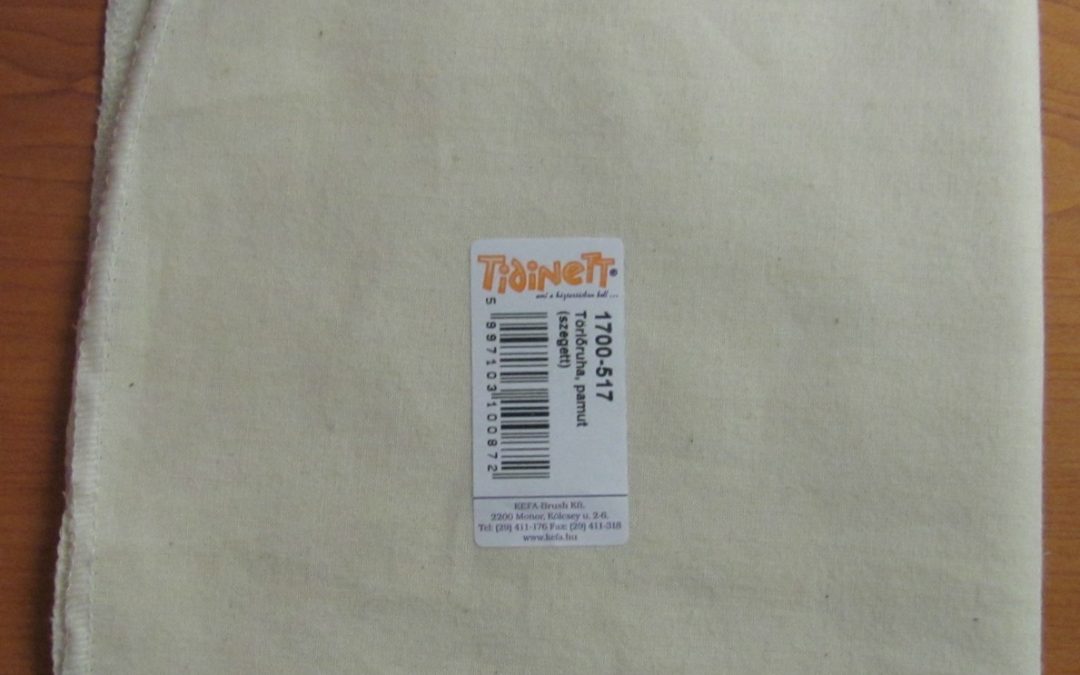 Tidinett®
ami a háztartásban kell ...
1700-517
Törlőruha, pamut
(szegett)
5 997103 100872
KEFA-Brush Kft.
2200 Monor, Kölcsey u. 2-6.
Tel: (29) 411-176 Fax: (29) 411-318
www.kefa.hu